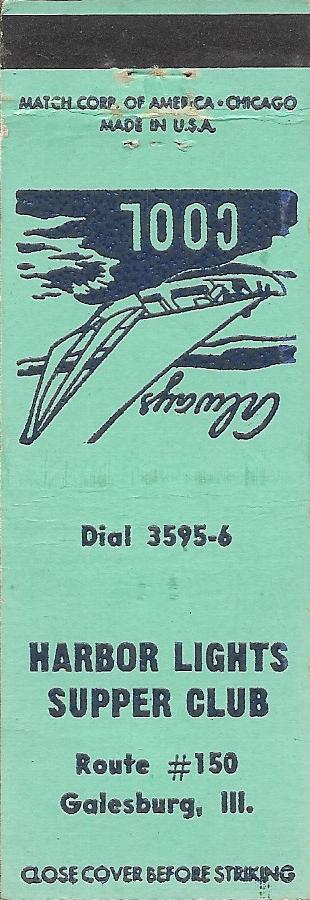 MATCH CORP. OF AMERICA • CHICAGO
MADE IN U.S.A.
Always
COOL
Dial 3595-6
HARBOR LIGHTS
SUPPER CLUB
Route #150
Galesburg, Ill.
CLOSE COVER BEFORE STRIKING